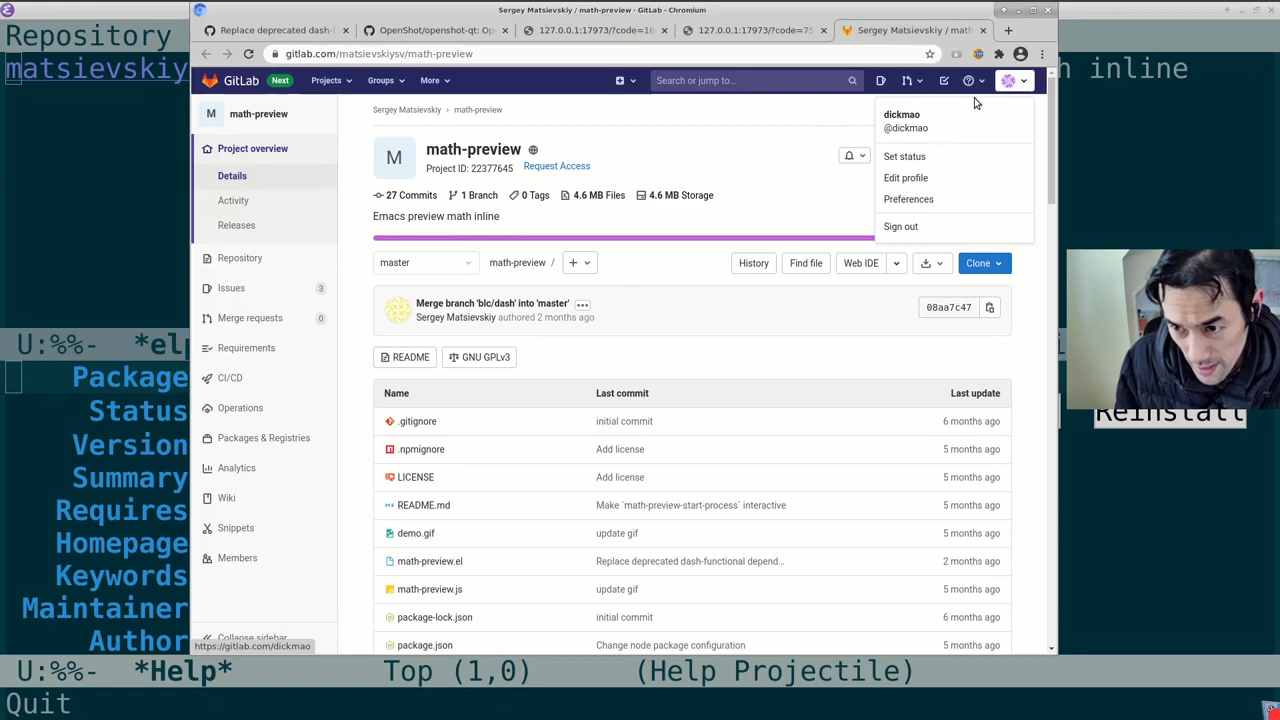 Sergey Matsievskiy / math-preview · GitLab - Chromium
Replace deprecated dash-
OpenShot/openshot-qt: Op
127.0.0.1:17973/?code=16
127.0.0.1:17973/?code=75
Sergey Matsievskiy / math
gitlab.com/matsievskiysv/math-preview
GitLab Next Projects Groups More Search or jump to...
Repository
matsievskiy
h inline
M math-preview
Project overview
Details
Activity
Releases
Repository
Issues 3
Merge requests 0
Requirements
CI/CD
Operations
Packages & Registries
Analytics
Wiki
Snippets
Members
Collapse sidebar
https://gitlab.com/dickmao
Sergey Matsievskiy > math-preview
M math-preview
Project ID: 22377645 Request Access
27 Commits 1 Branch 0 Tags 4.6 MB Files 4.6 MB Storage
Emacs preview math inline
dickmao
@dickmao
Set status
Edit profile
Preferences
Sign out
master math-preview / + History Find file Web IDE Clone
Merge branch 'blc/dash' into 'master' ...
Sergey Matsievskiy authored 2 months ago
08aa7c47
README GNU GPLv3
Name Last commit Last update
.gitignore initial commit 6 months ago
.npmignore Add license 5 months ago
LICENSE Add license 5 months ago
README.md Make `math-preview-start-process` interactive 5 months ago
demo.gif update gif 5 months ago
math-preview.el Replace deprecated dash-functional depend… 2 months ago
math-preview.js update gif 5 months ago
package-lock.json initial commit 6 months ago
package.json Change node package configuration 5 months ago
U:%%- *elp
Package
Status
Reinstall
Version
Summary
Requires
Homepage
Keywords
Maintainer
Author
U:%%- *Help* Top (1,0) (Help Projectile)
Quit